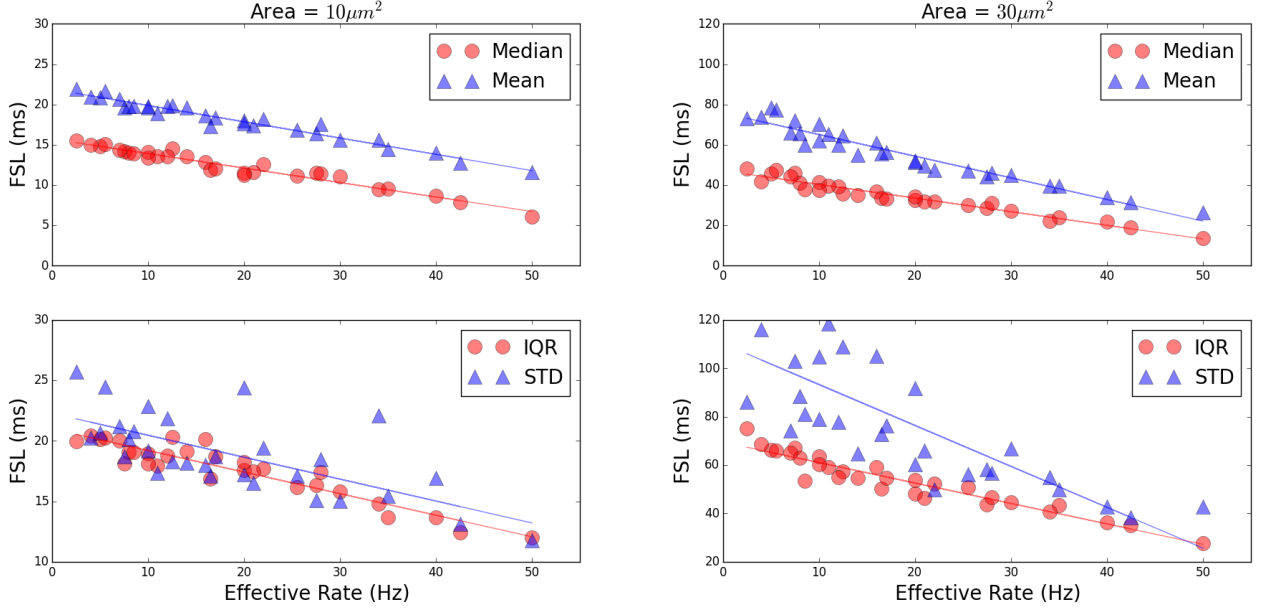 Area = 10μm²
Area = 30μm²
30
25
20
15
10
5
0
FSL (ms)
Median
Mean
0 10 20 30 40 50
120
100
80
60
40
20
0
FSL (ms)
Median
Mean
0 10 20 30 40 50
30
25
20
15
10
FSL (ms)
IQR
STD
0 10 20 30 40 50
Effective Rate (Hz)
120
100
80
60
40
20
FSL (ms)
IQR
STD
0 10 20 30 40 50
Effective Rate (Hz)